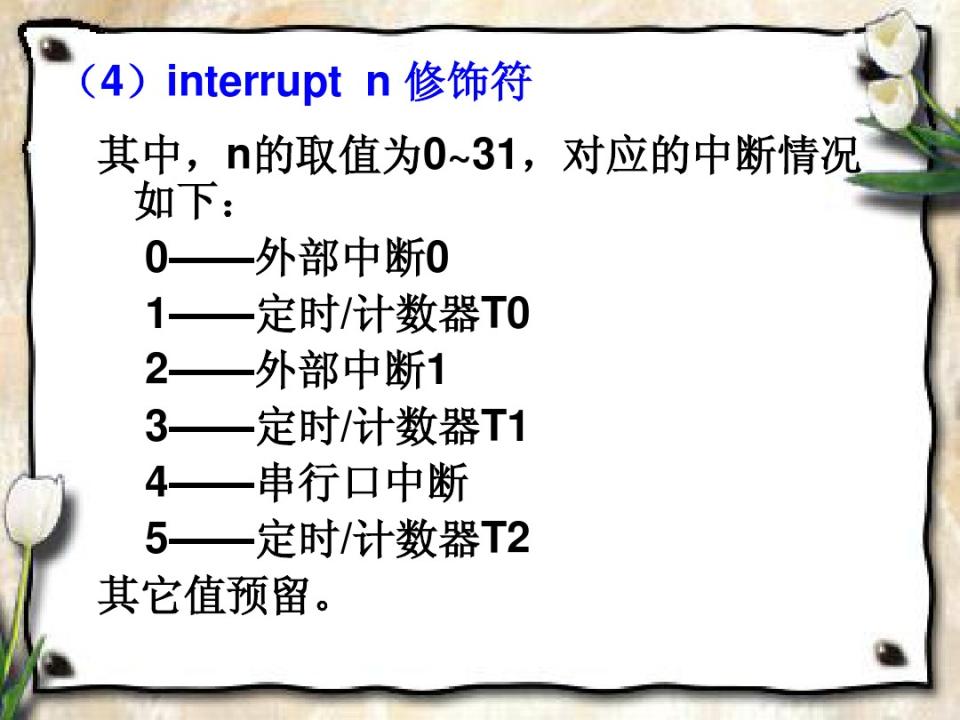 （4）interrupt n 修饰符
其中，n的取值为0~31，对应的中断情况
如下：
0——外部中断0
1——定时/计数器T0
2——外部中断1
3——定时/计数器T1
4——串行口中断
5——定时/计数器T2
其它值预留。